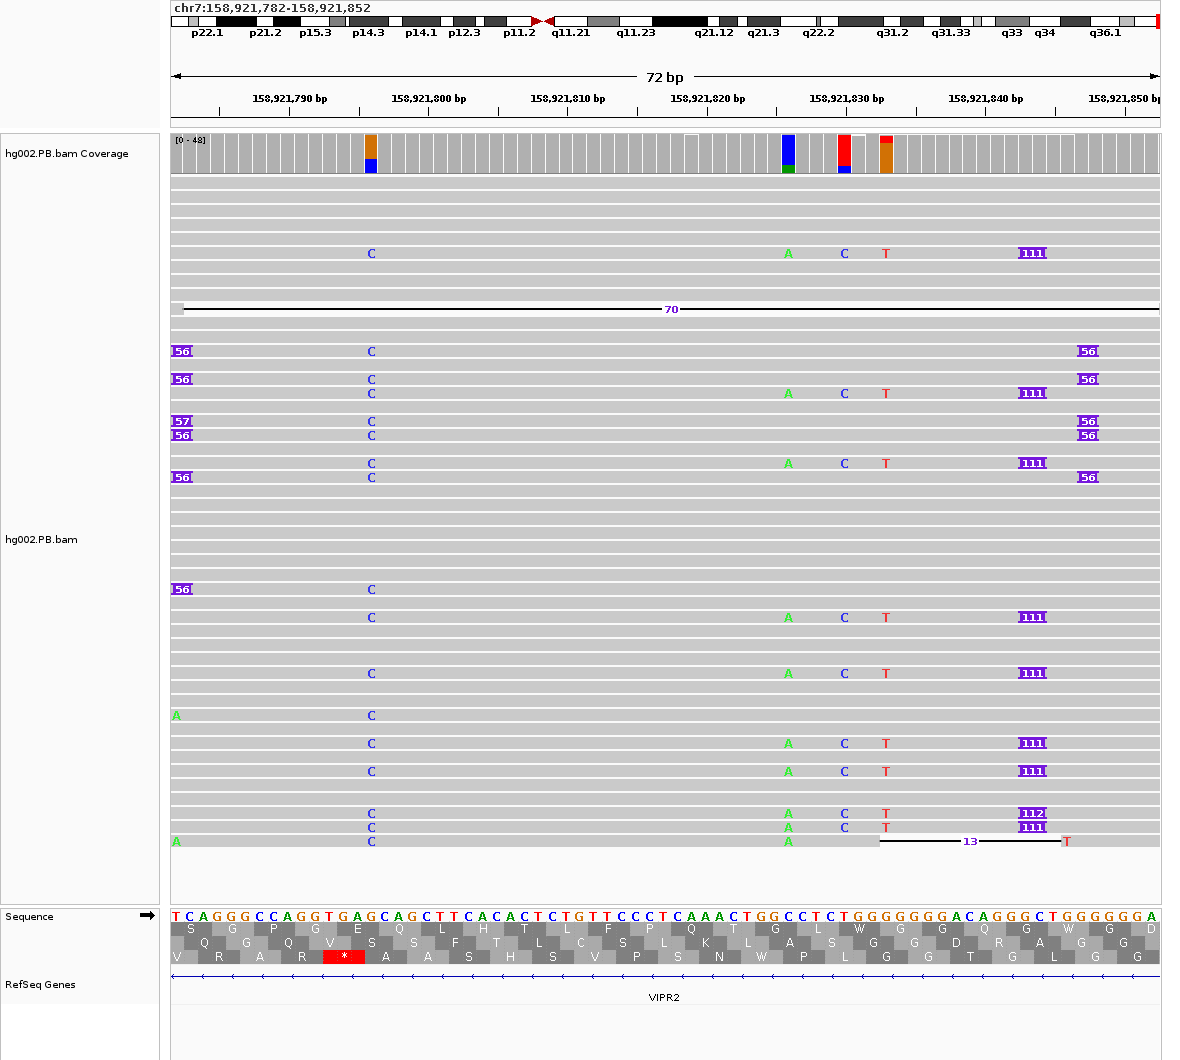 chr7:158,921,782-158,921,852
p22.1 p21.2 p15.3 p14.3 p14.1 p12.3 p11.2 q11.21 q11.23 q21.12 q21.3 q22.2 q31.2 q31.33 q33 q34 q36.1
72 bp
158,921,790 bp 158,921,800 bp 158,921,810 bp 158,921,820 bp 158,921,830 bp 158,921,840 bp 158,921,850 bp
[0 - 48]
hg002.PB.bam Coverage
C A C T 111
70
56 C 56
56 C 56
C A C T 111
57 C 56
56 C 56
C A C T 111
56 C 56
hg002.PB.bam
56 C
C A C T 111
C A C T 111
A C
C A C T 111
C A C T 111
C A C T 112
C A C T 111
A C A 13 T
Sequence
T C A G G G C C A G G T G A G C A G C T T C A C A C T C T G T T C C C T C A A A C T G G C C T C T G G G G G G G A C A G G G C T G G G G G G A
S G P G E Q L H T L F P Q T G L W G G Q G W G D
Q G Q V S S F T L C S L K L A S G G D R A G G
V R A R * A A S H S V P S N W P L G G T G L G G
RefSeq Genes
VIPR2